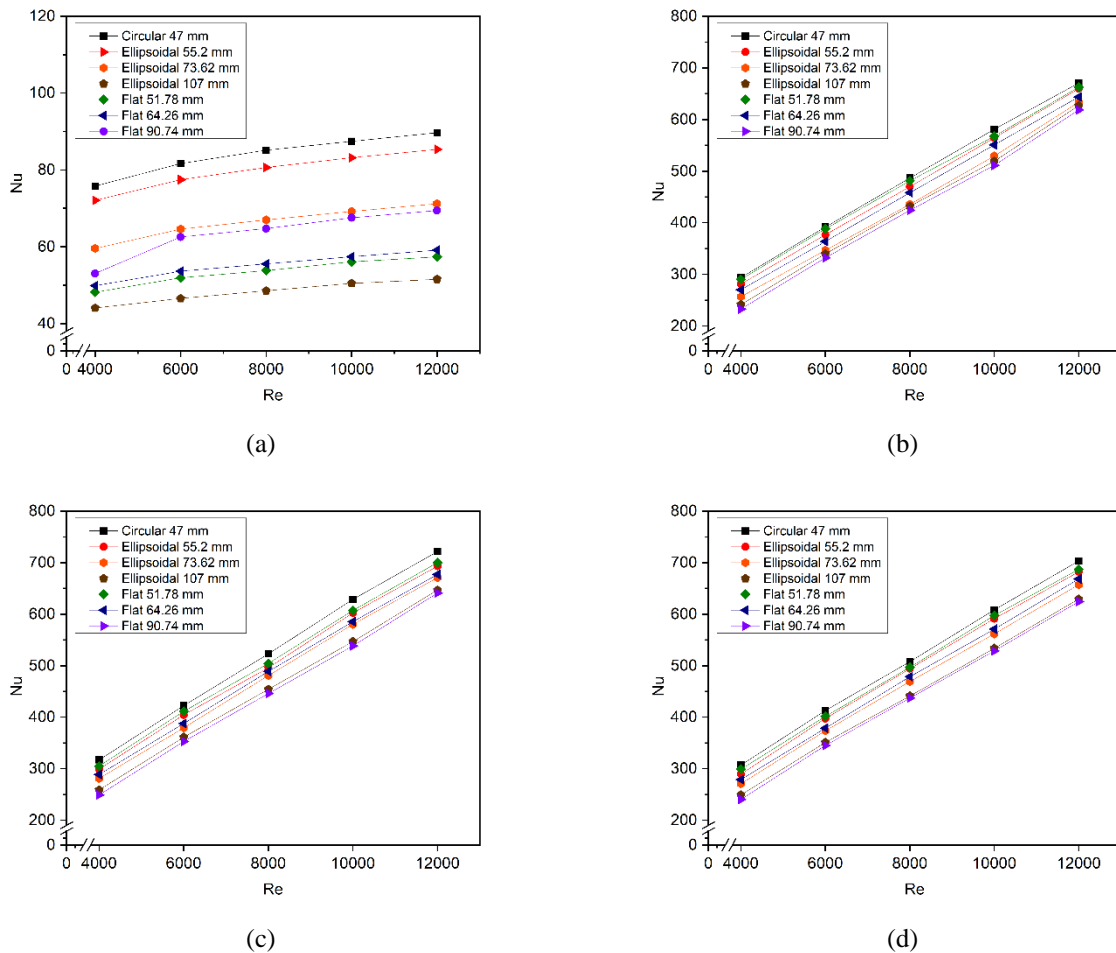 120
100
80
60
40
0
Nu
Circular 47 mm
Ellipsoidal 55.2 mm
Ellipsoidal 73.62 mm
Ellipsoidal 107 mm
Flat 51.78 mm
Flat 64.26 mm
Flat 90.74 mm
0 4000 6000 8000 10000 12000
Re
(a)
800
700
600
500
400
300
200
0
Nu
Circular 47 mm
Ellipsoidal 55.2 mm
Ellipsoidal 73.62 mm
Ellipsoidal 107 mm
Flat 51.78 mm
Flat 64.26 mm
Flat 90.74 mm
0 4000 6000 8000 10000 12000
Re
(b)
800
700
600
500
400
300
200
0
Nu
Circular 47 mm
Ellipsoidal 55.2 mm
Ellipsoidal 73.62 mm
Ellipsoidal 107 mm
Flat 51.78 mm
Flat 64.26 mm
Flat 90.74 mm
0 4000 6000 8000 10000 12000
Re
(c)
800
700
600
500
400
300
200
0
Nu
Circular 47 mm
Ellipsoidal 55.2 mm
Ellipsoidal 73.62 mm
Ellipsoidal 107 mm
Flat 51.78 mm
Flat 64.26 mm
Flat 90.74 mm
0 4000 6000 8000 10000 12000
Re
(d)